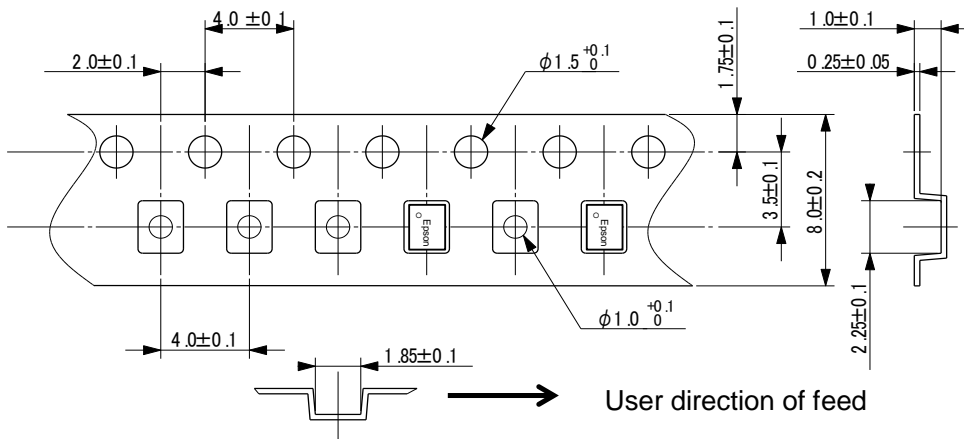 4.0 ±0.1
2.0±0.1
φ1.5 +0.1 0
1.75±0.1
1.0±0.1
0.25±0.05
3.5±0.1
8.0±0.2
Epson
Epson
2.25±0.1
φ1.0 +0.1 0
4.0±0.1
1.85±0.1
User direction of feed